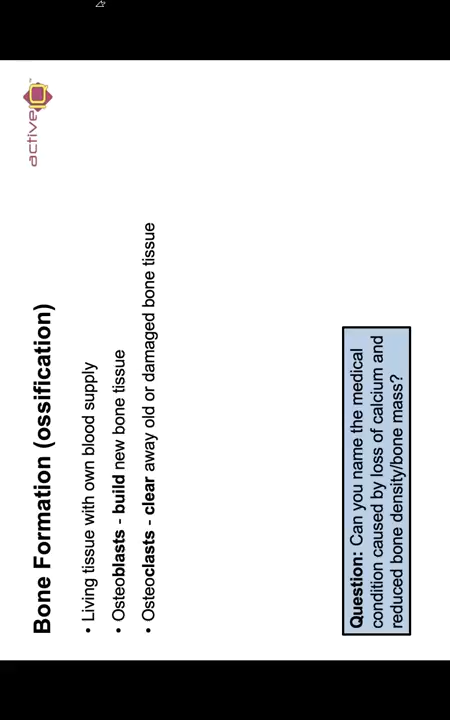 active
Bone Formation (ossification)
• Living tissue with own blood supply
• Osteoblasts - build new bone tissue
• Osteoclasts - clear away old or damaged bone tissue
Question: Can you name the medical
condition caused by loss of calcium and
reduced bone density/bone mass?